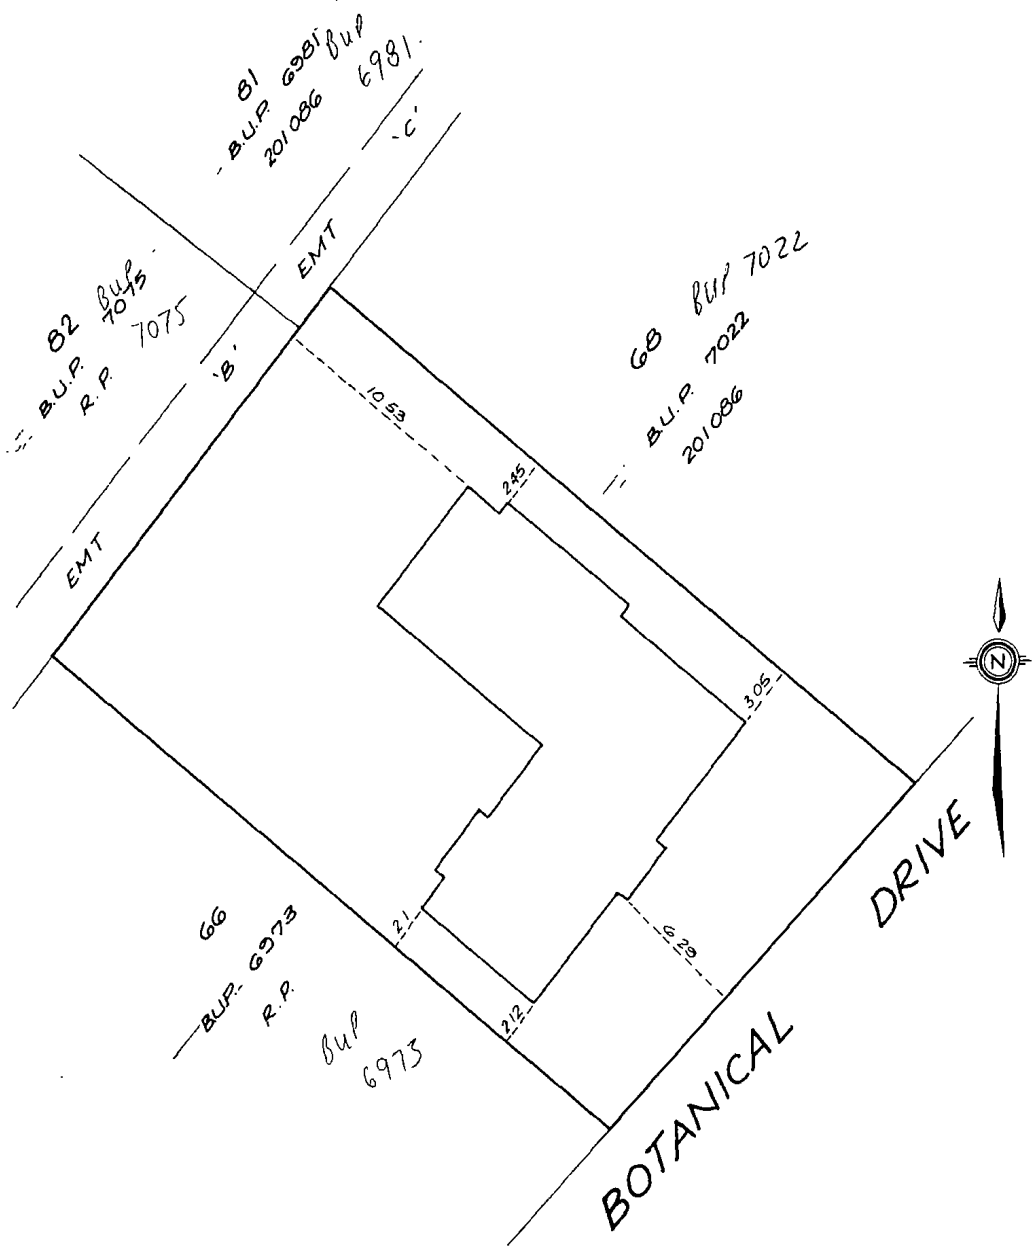 81
B.U.P. 6981
201086
BUP
6981.
'C'
EMT
82
B.U.P. 7075
R.P.
BUP
7075
'B'
EMT
68
B.U.P. 7022
201086
BUP 7022
10 53
2 45
3 05
N
6 29
2 1
2 12
66
BUP. 6973
R.P.
BUP
6973
BOTANICAL DRIVE